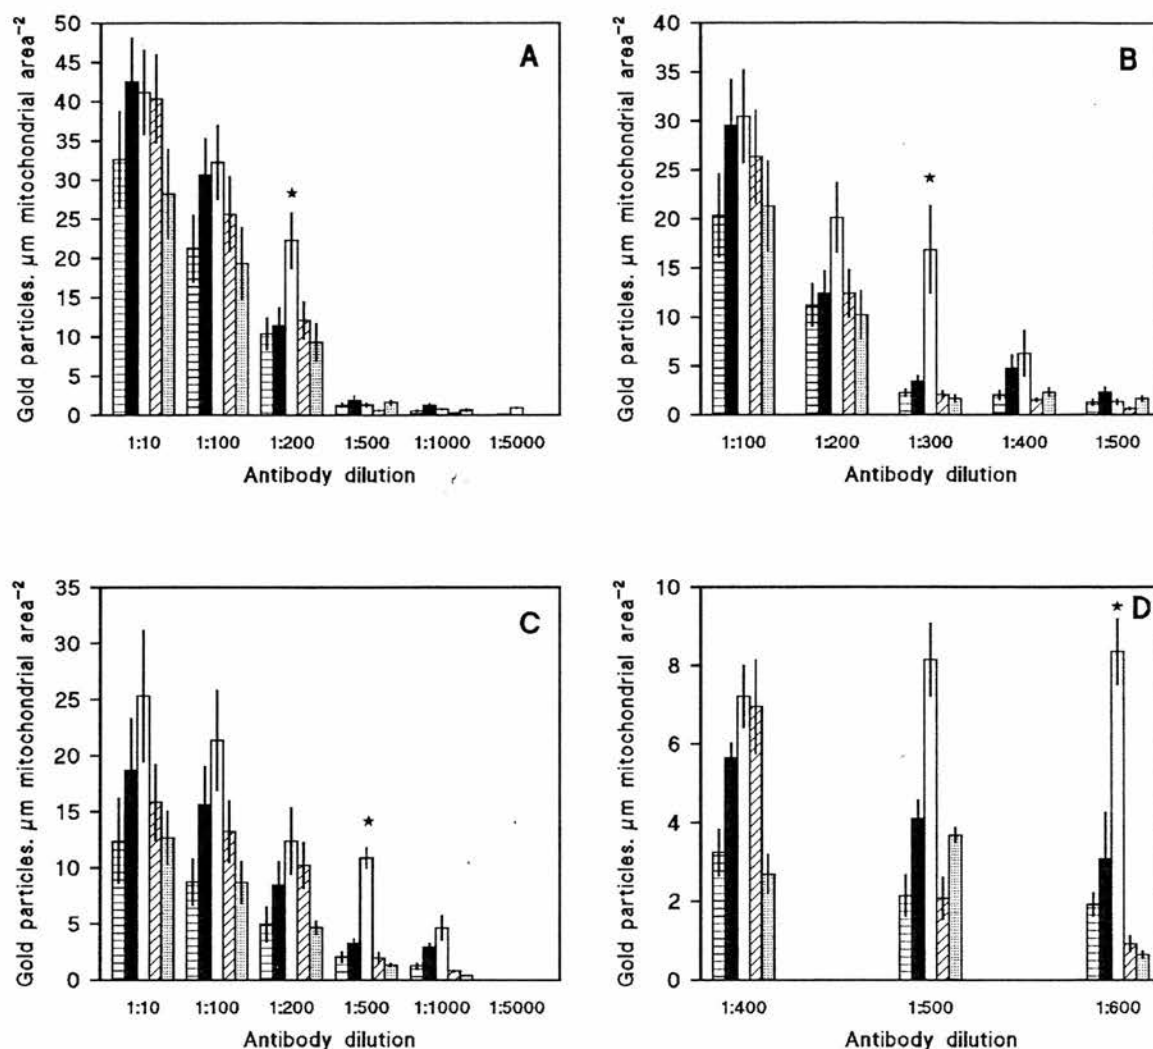 A
Gold particles. μm mitochondrial area⁻²
50
45
40
35
30
25
20
15
10
5
0
★
1:10 1:100 1:200 1:500 1:1000 1:5000
Antibody dilution
B
Gold particles. μm mitochondrial area⁻²
40
35
30
25
20
15
10
5
0
★
1:100 1:200 1:300 1:400 1:500
Antibody dilution
C
Gold particles. μm mitochondrial area⁻²
35
30
25
20
15
10
5
0
★
1:10 1:100 1:200 1:500 1:1000 1:5000
Antibody dilution
D
Gold particles. μm mitochondrial area⁻²
10
8
6
4
2
0
★
1:400 1:500 1:600
Antibody dilution